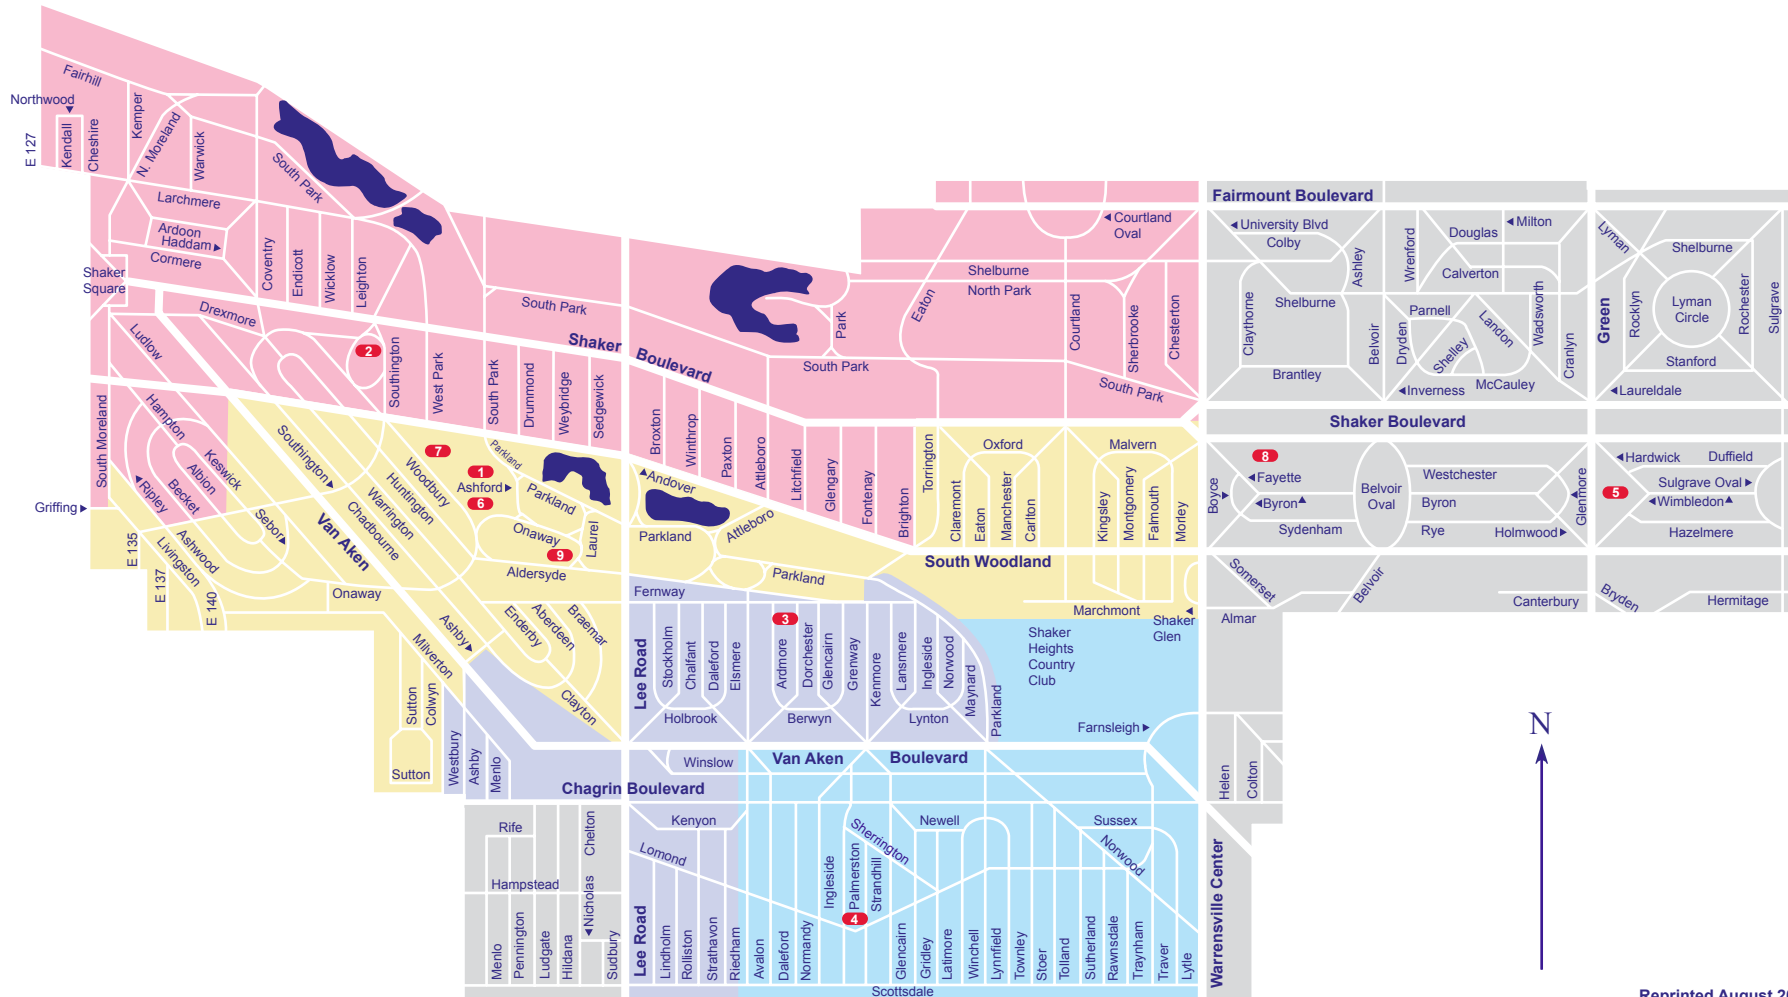 Fairhill
Northwood
E 127
Kendall
Cheshire
Kemper
N. Moreland
Warwick
South Park
Larchmere
Ardoon
Haddam
Cormere
Shaker
Square
Coventry
Endicott
Wicklow
Leighton
Drexmore
Ludlow
2
Southington
West Park
South Park
Drummond
Weybridge
Sedgewick
South Park
Shaker Boulevard
Broxton
Winthrop
Paxton
Attleboro
Litchfield
Glengary
Fontenay
Brighton
Park
South Park
Eaton
Shelburne
North Park
Courtland
Oval
Courtland
Sherbrooke
Chesterton
South Park
Fairmount Boulevard
University Blvd
Colby
Ashley
Wrenford
Douglas
Milton
Calverton
Claythorne
Shelburne
Belvoir
Dryden
Parnell
Shelley
Landon
Wadsworth
Cranlyn
Brantley
Inverness
McCauley
Green
Lyman
Shelburne
Rocklyn
Lyman
Circle
Rochester
Sulgrave
Stanford
Laureldale
Shaker Boulevard
South Moreland
Hampton
Keswick
Albion
Becket
Ripley
Griffing
Southington
Sebor
Van Aken
7
Woodbury
Huntington
Warrington
Chadbourne
1
Ashford
6
Parkland
Parkland
Onaway
9
Laurel
Aldersyde
Andover
Parkland
Attleboro
Parkland
Torrington
Oxford
Claremont
Eaton
Manchester
Carlton
Malvern
Kingsley
Montgomery
Falmouth
Morley
South Woodland
Boyce
8
Fayette
Byron
Sydenham
Belvoir
Oval
Westchester
Byron
Rye
Holmwood
Glenmore
Hardwick
Duffield
5
Sulgrave Oval
Wimbledon
Hazelmere
E 135
E 137
E 140
Livingston
Ashwood
Onaway
Ashby
Milverton
Enderby
Aberdeen
Braemar
Clayton
Sutton
Colwyn
Sutton
Westbury
Ashby
Menlo
Fernway
Lee Road
Stockholm
Chalfant
Daleford
Elsmere
Holbrook
3
Ardmore
Dorchester
Glencairn
Grenway
Berwyn
Kenmore
Lansmere
Ingleside
Norwood
Maynard
Parkland
Lynton
Marchmont
Shaker
Glen
Shaker
Heights
Country
Club
Farnsleigh
Somerset
Belvoir
Almar
Canterbury
Bryden
Hermitage
Winslow
Van Aken Boulevard
Chagrin Boulevard
Helen
Colton
N
Rife
Chelton
Hampstead
Nicholas
Menlo
Pennington
Ludgate
Hildana
Sudbury
Kenyon
Lomond
Lee Road
Lindholm
Rolliston
Strathavon
Riedham
Avalon
Daleford
Normandy
Ingleside
Palmerston
Strandhill
4
Sherrington
Newell
Glencairn
Gridley
Latimore
Winchell
Lynnfield
Townley
Stoer
Tolland
Sutherland
Rawnsdale
Traynham
Traver
Lytle
Sussex
Norwood
Warrensville Center
Scottsdale
Reprinted August 20